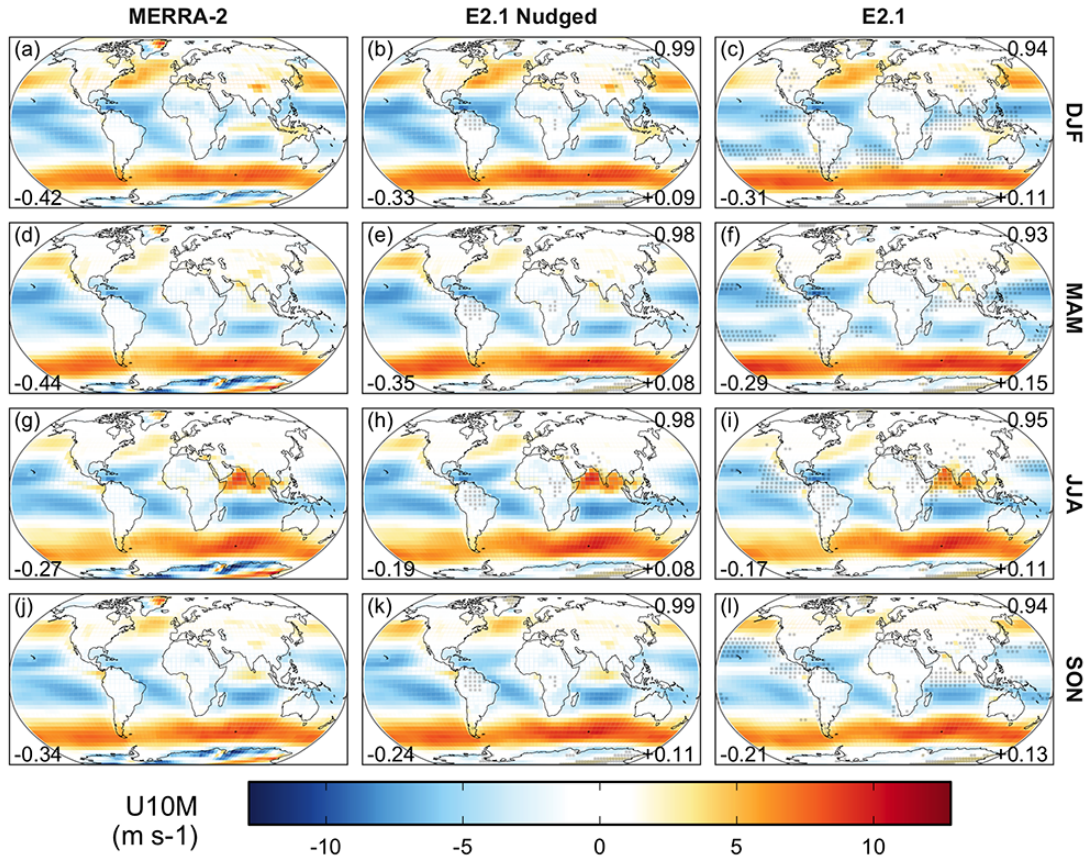 MERRA-2 E2.1 Nudged E2.1
(a) (b) 0.99 (c) 0.94
DJF
-0.42 -0.33 +0.09 -0.31 +0.11
(d) (e) 0.98 (f) 0.93
MAM
-0.44 -0.35 +0.08 -0.29 +0.15
(g) (h) 0.98 (i) 0.95
JJA
-0.27 -0.19 +0.08 -0.17 +0.11
(j) (k) 0.99 (l) 0.94
SON
-0.34 -0.24 +0.11 -0.21 +0.13
U10M
(m s-1)
-10 -5 0 5 10